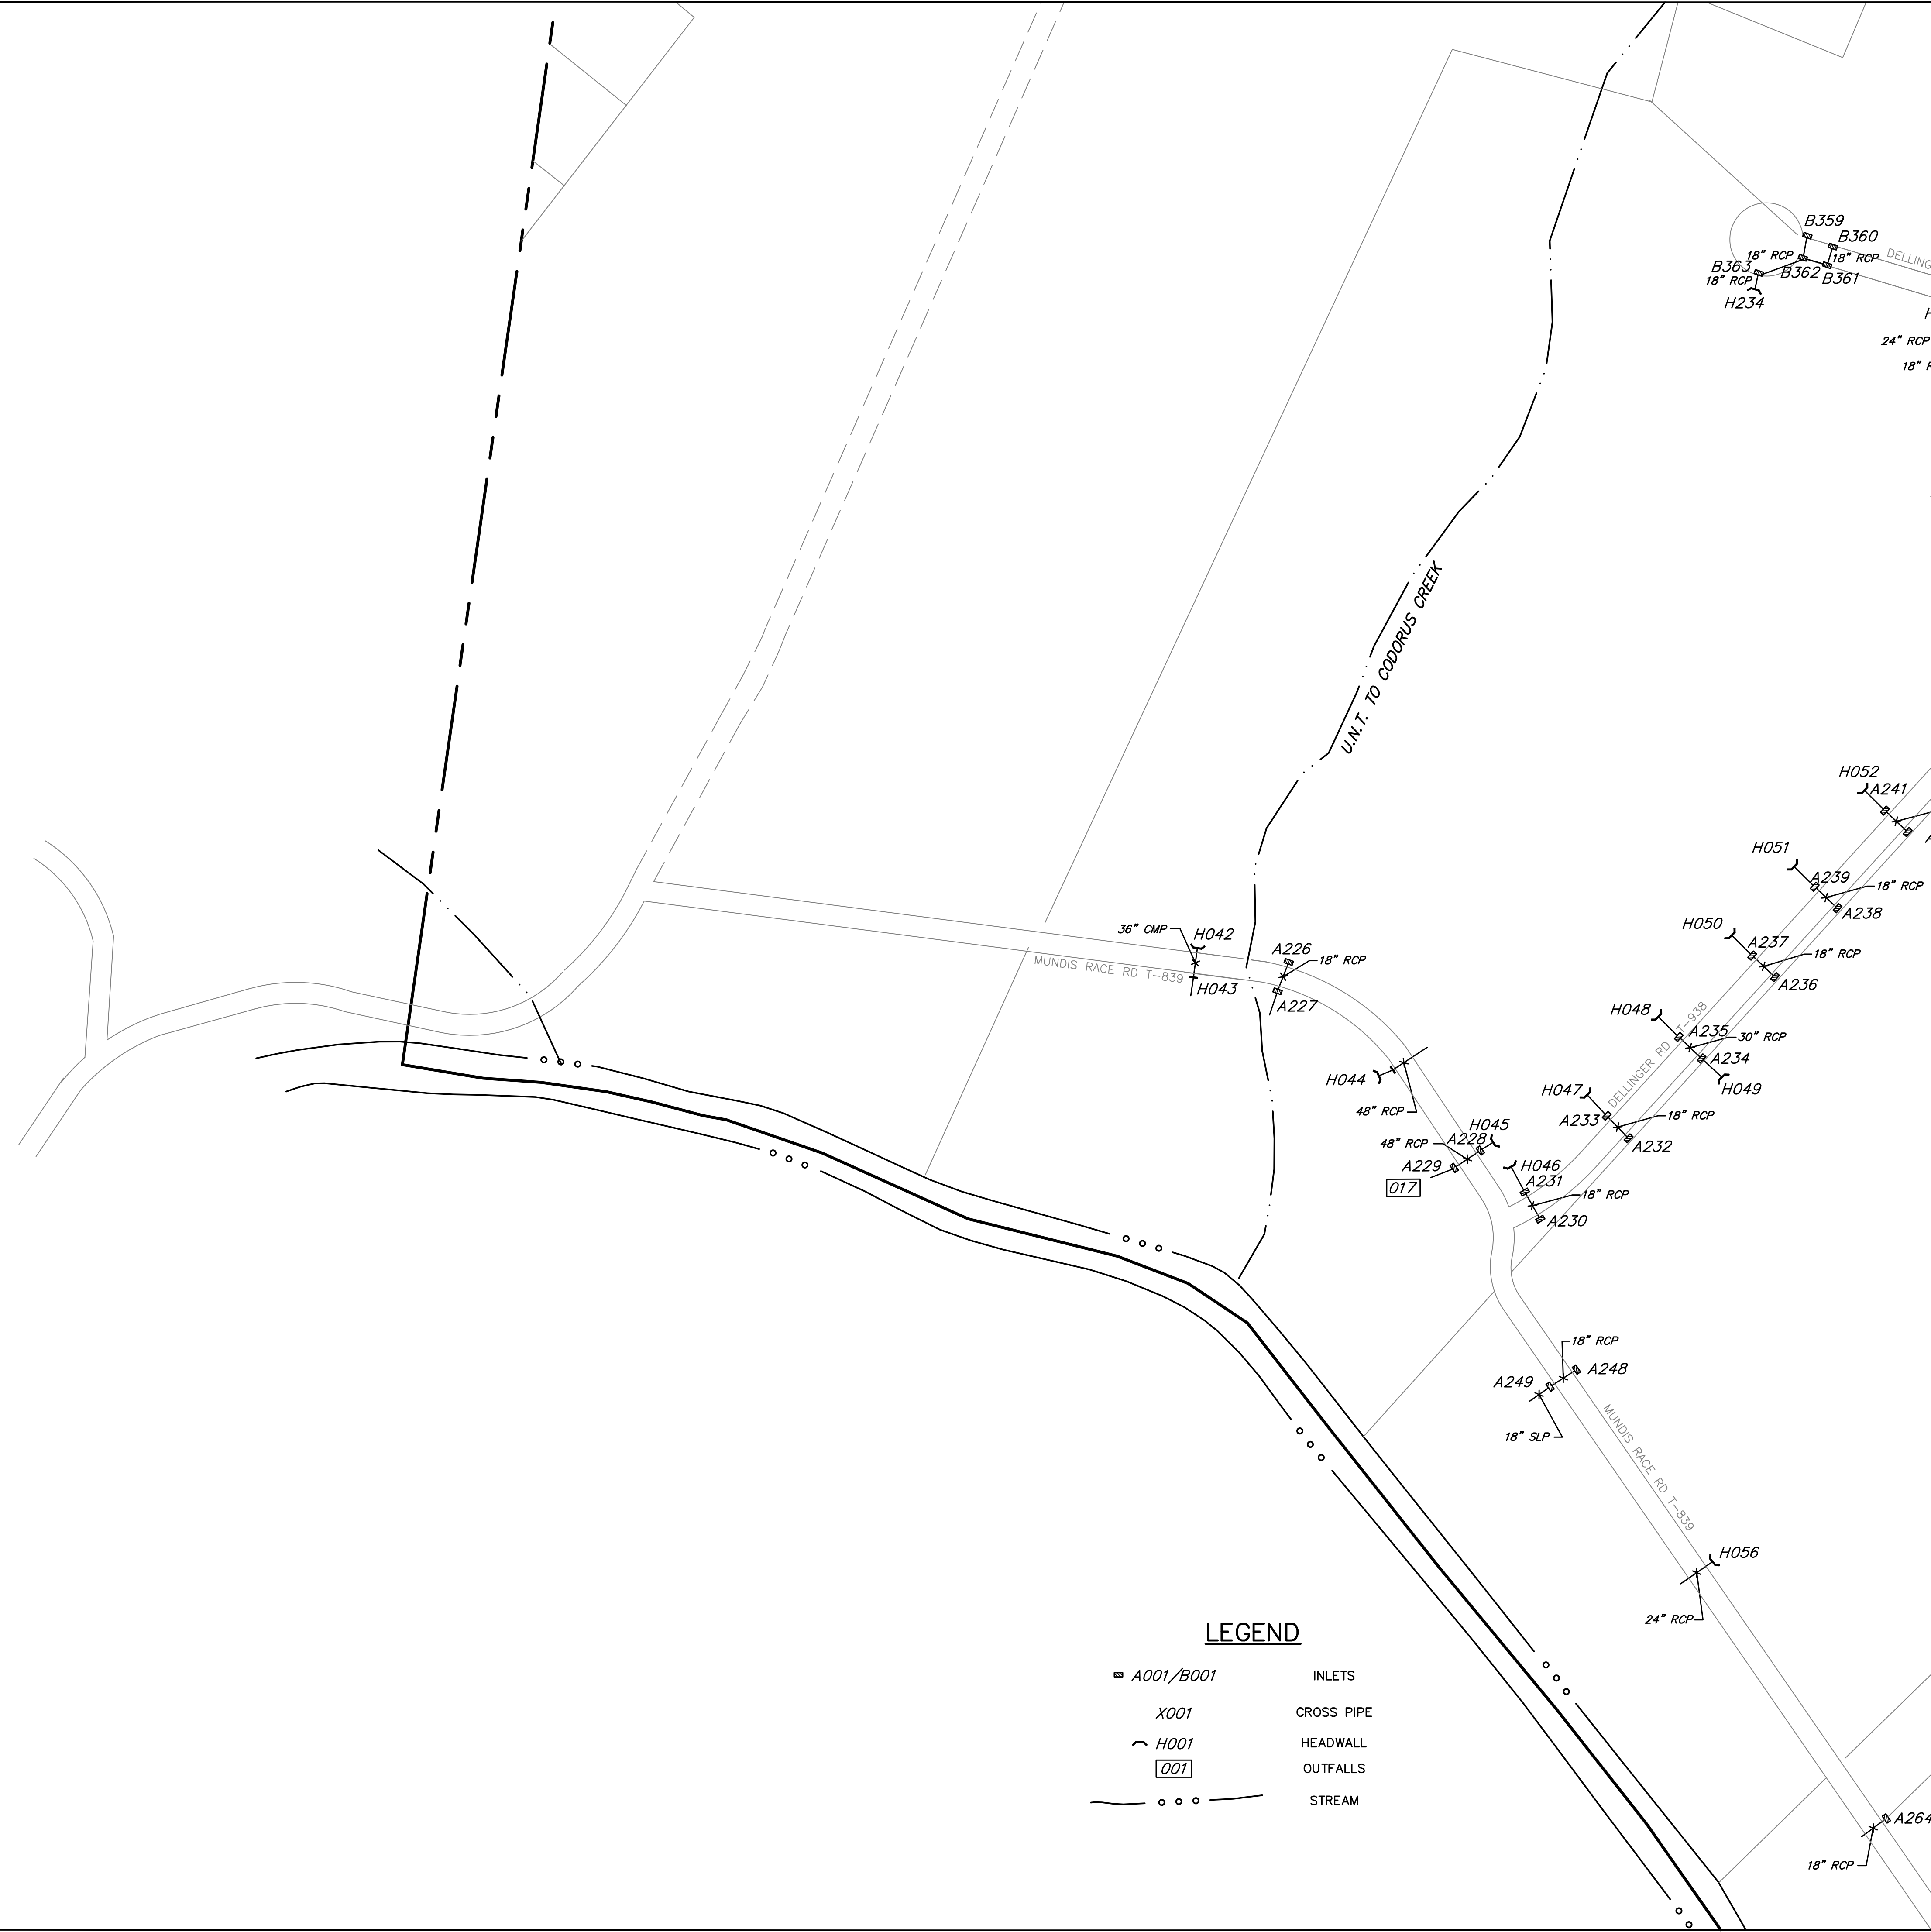 B359
B360
DELLING
18" RCP
18" RCP
B363
B362
B361
18" RCP
H234
H
24" RCP
18" R
U.N.T. TO CODORUS CREEK
H052
A241
H051
A239
18" RCP
A238
H050
A237
18" RCP
A236
36" CMP
H042
A226
18" RCP
MUNDIS RACE RD T-839
H043
A227
H048
A235
30" RCP
A234
H049
DELLINGER RD T-938
H044
48" RCP
H047
A233
18" RCP
A232
H045
48" RCP
A228
A229
017
H046
A231
18" RCP
A230
18" RCP
A248
A249
18" SLP
MUNDIS RACE RD T-839
H056
24" RCP
LEGEND
A001/B001 INLETS
X001 CROSS PIPE
H001 HEADWALL
001 OUTFALLS
STREAM
A264
18" RCP